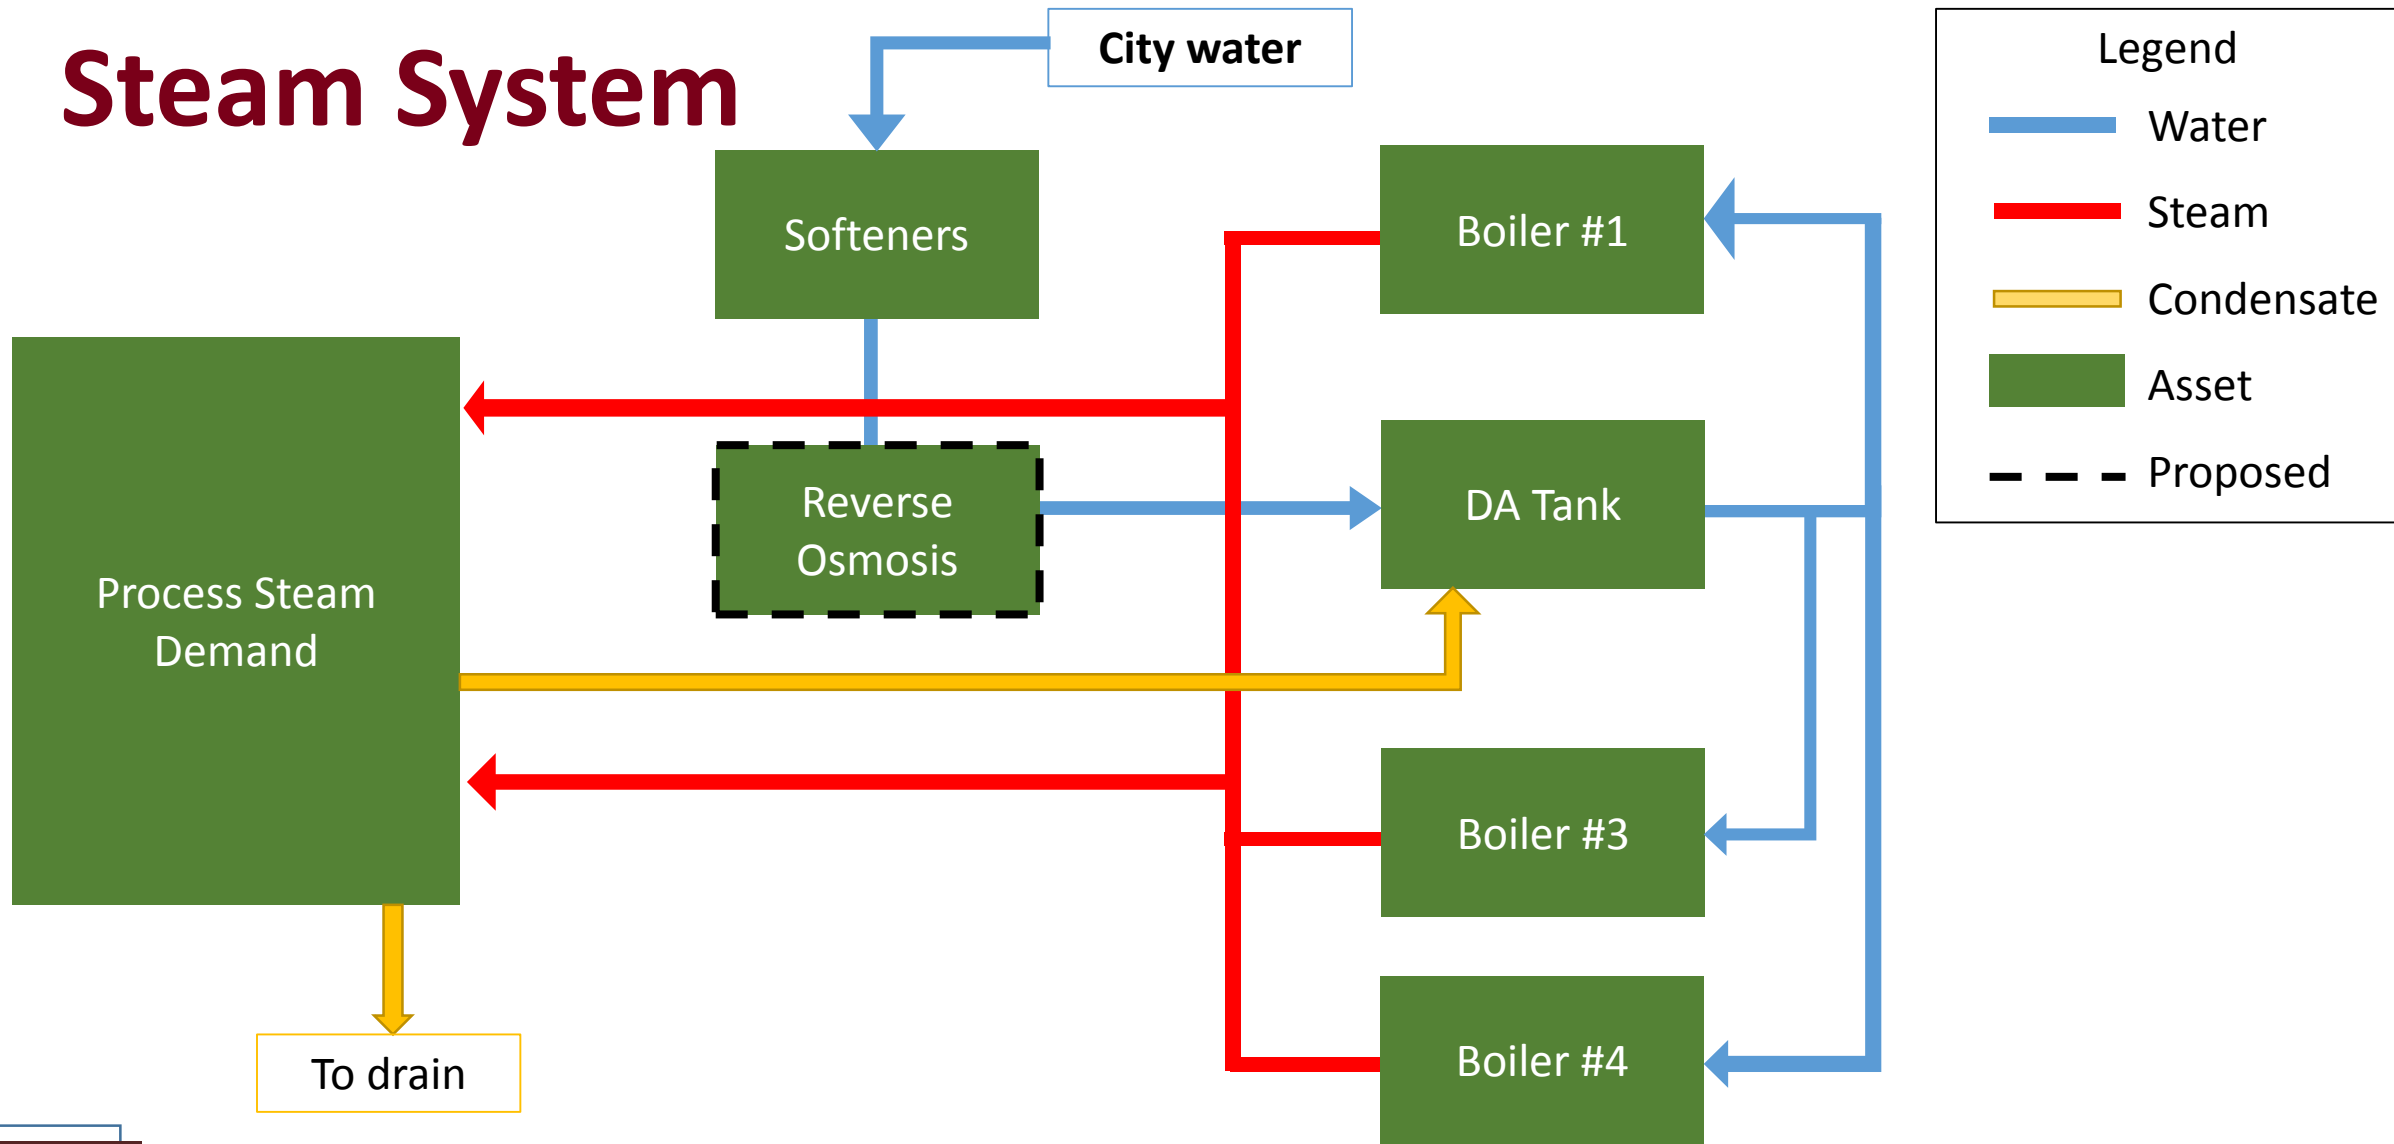 Steam System
City water
Legend
Water
Steam
Condensate
Asset
Proposed
Softeners
Boiler #1
Reverse
Osmosis
DA Tank
Process Steam
Demand
Boiler #3
Boiler #4
To drain